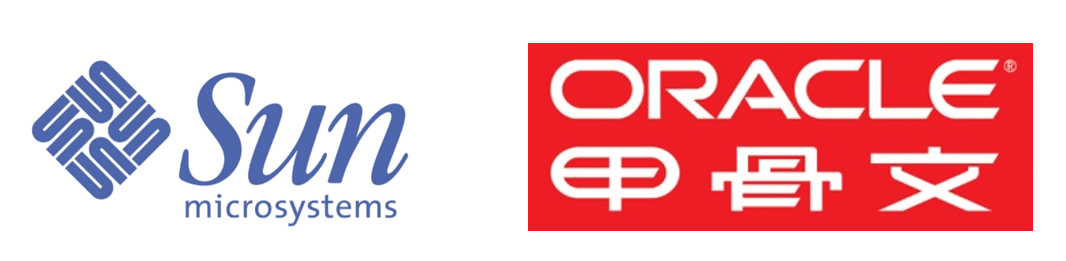 Sun
microsystems
ORACLE®
甲骨文